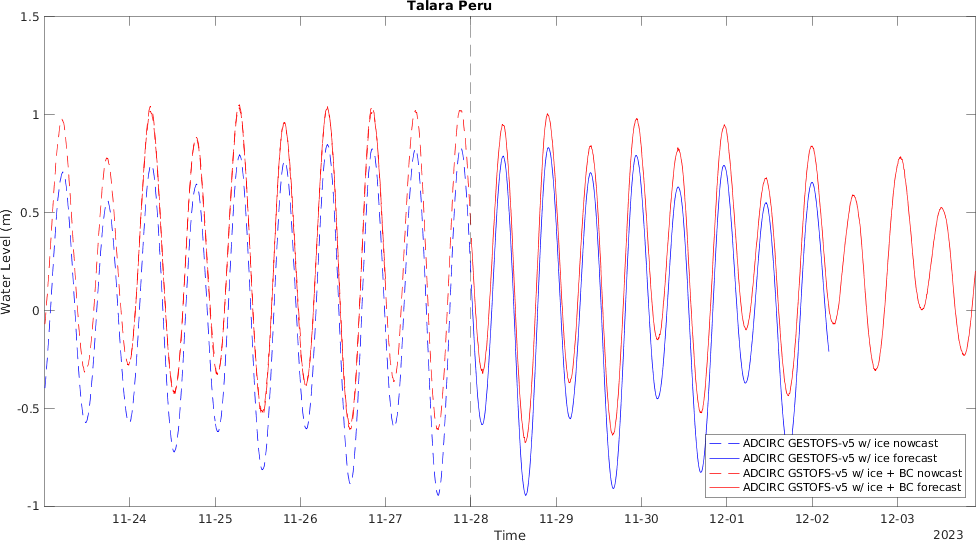 Talara Peru
1.5
1
0.5
0
-0.5
-1
Water Level (m)
11-24
11-25
11-26
11-27
11-28
11-29
11-30
12-01
12-02
12-03
Time
2023
ADCIRC GESTOFS-v5 w/ ice nowcast
ADCIRC GESTOFS-v5 w/ ice forecast
ADCIRC GSTOFS-v5 w/ ice + BC nowcast
ADCIRC GSTOFS-v5 w/ ice + BC forecast